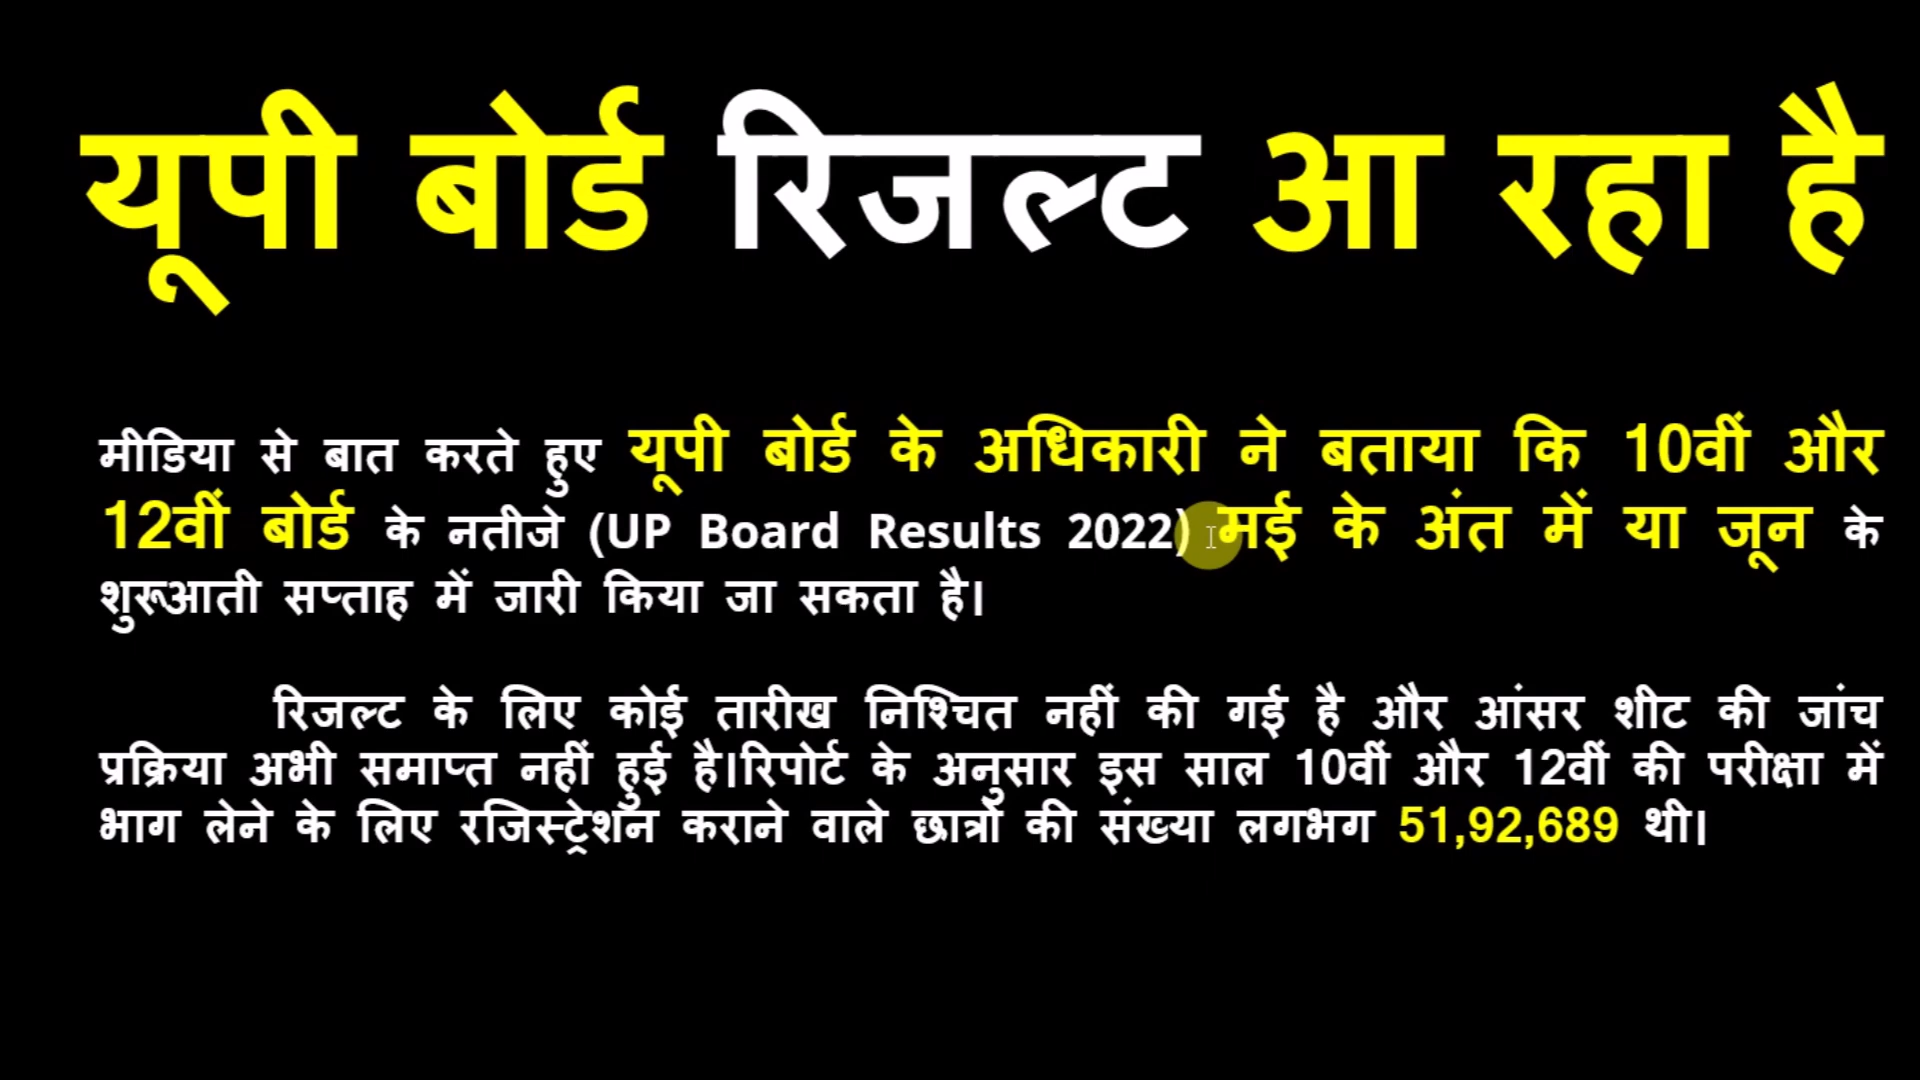 यूपी बोर्ड रिजल्ट आ रहा है
मीडिया से बात करते हुए यूपी बोर्ड के अधिकारी ने बताया कि 10वीं और
12वीं बोर्ड के नतीजे (UP Board Results 2022) मई के अंत में या जून के
शुरूआती सप्ताह में जारी किया जा सकता है।
रिजल्ट के लिए कोई तारीख निश्चित नहीं की गई है और आंसर शीट की जांच
प्रक्रिया अभी समाप्त नहीं हुई है।रिपोर्ट के अनुसार इस साल 10वीं और 12वीं की परीक्षा में
भाग लेने के लिए रजिस्ट्रेशन कराने वाले छात्रों की संख्या लगभग 51,92,689 थी।